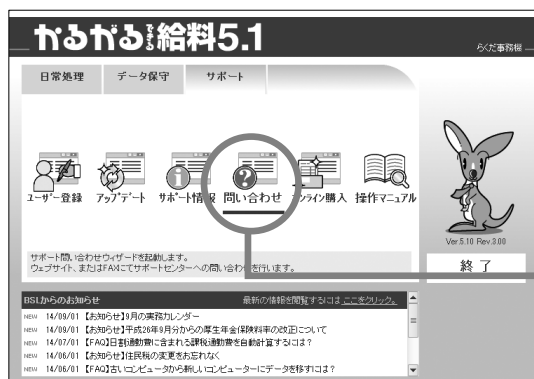 かるがるできる給料5.1
らくだ事務機
日常処理 データ保守 サポート
ユーザー登録 アップデート サポート情報 問い合わせ オンライン購入 操作マニュアル
Ver.5.10 Rev.3.00
サポート問い合わせウィザードを起動します。
ウェブサイト、またはFAXにてサポートセンターへの問い合わせを行います。
終了
BSLからのお知らせ 最新の情報を閲覧するには ここをクリック。
NEW 14/09/01 【お知らせ】9月の実務カレンダー
NEW 14/09/01 【お知らせ】平成26年9月分からの厚生年金保険料率の改正について
NEW 14/07/01 【FAQ】日割通勤費に含まれる課税通勤費を自動計算するには？
NEW 14/06/01 【お知らせ】住民税の変更をお忘れなく
NEW 14/06/01 【FAQ】古いコンピュータから新しいコンピューターにデータを移すには？